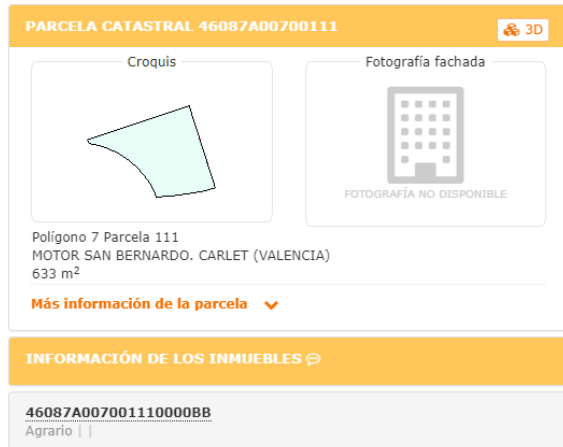 PARCELA CATASTRAL 46087A00700111
3D
Croquis
Fotografía fachada
FOTOGRAFÍA NO DISPONIBLE
Polígono 7 Parcela 111
MOTOR SAN BERNARDO. CARLET (VALENCIA)
633 m²
Más información de la parcela
INFORMACIÓN DE LOS INMUEBLES
46087A007001110000BB
Agrario | |